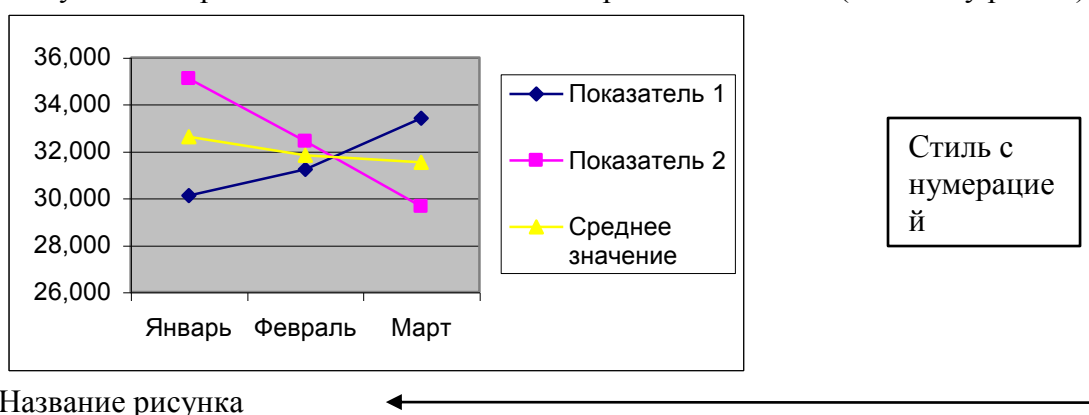 36,000
34,000
32,000
30,000
28,000
26,000
Январь Февраль Март
Показатель 1
Показатель 2
Среднее
значение
Стиль с
нумерацие
й
Название рисунка